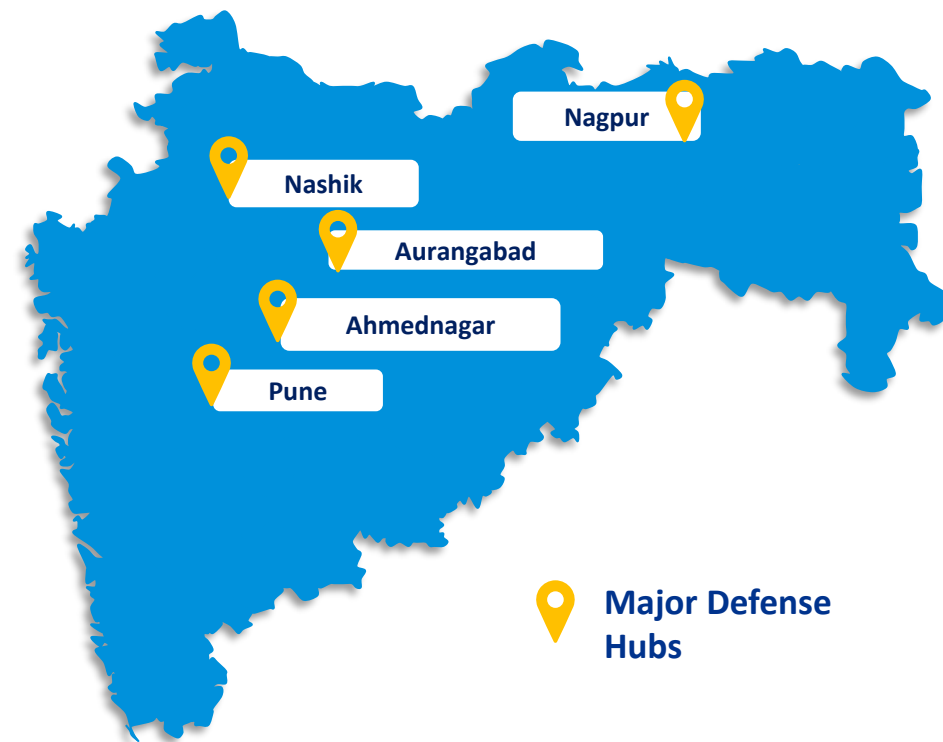 Nagpur
Nashik
Aurangabad
Ahmednagar
Pune
Major Defense
Hubs